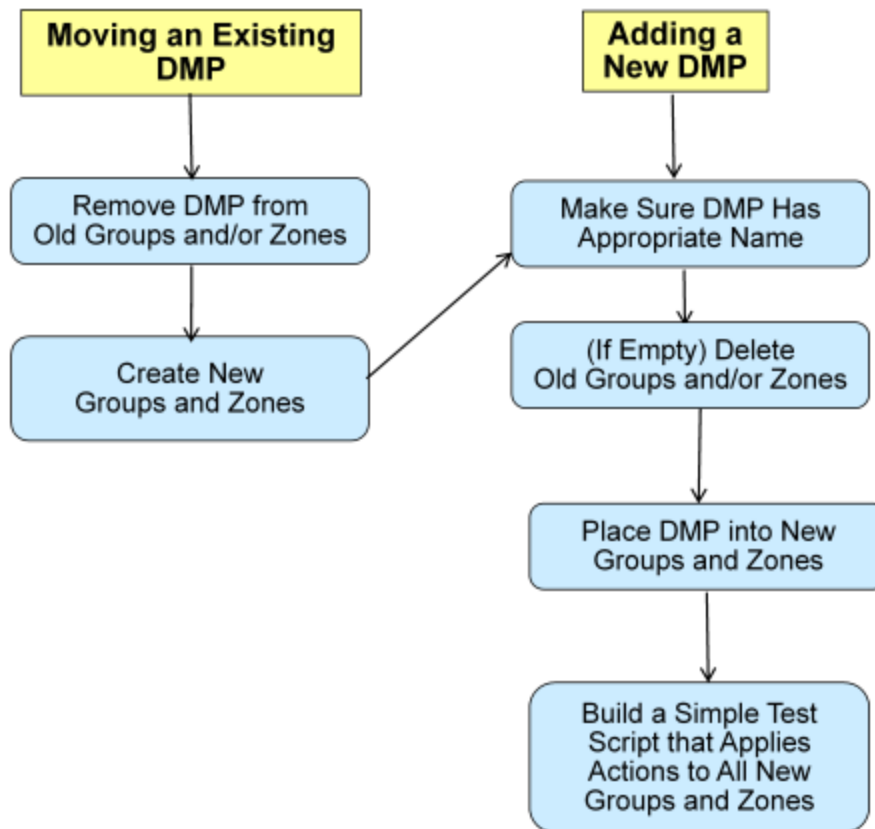 Moving an Existing
DMP
Remove DMP from
Old Groups and/or Zones
Create New
Groups and Zones
Adding a
New DMP
Make Sure DMP Has
Appropriate Name
(If Empty) Delete
Old Groups and/or Zones
Place DMP into New
Groups and Zones
Build a Simple Test
Script that Applies
Actions to All New
Groups and Zones